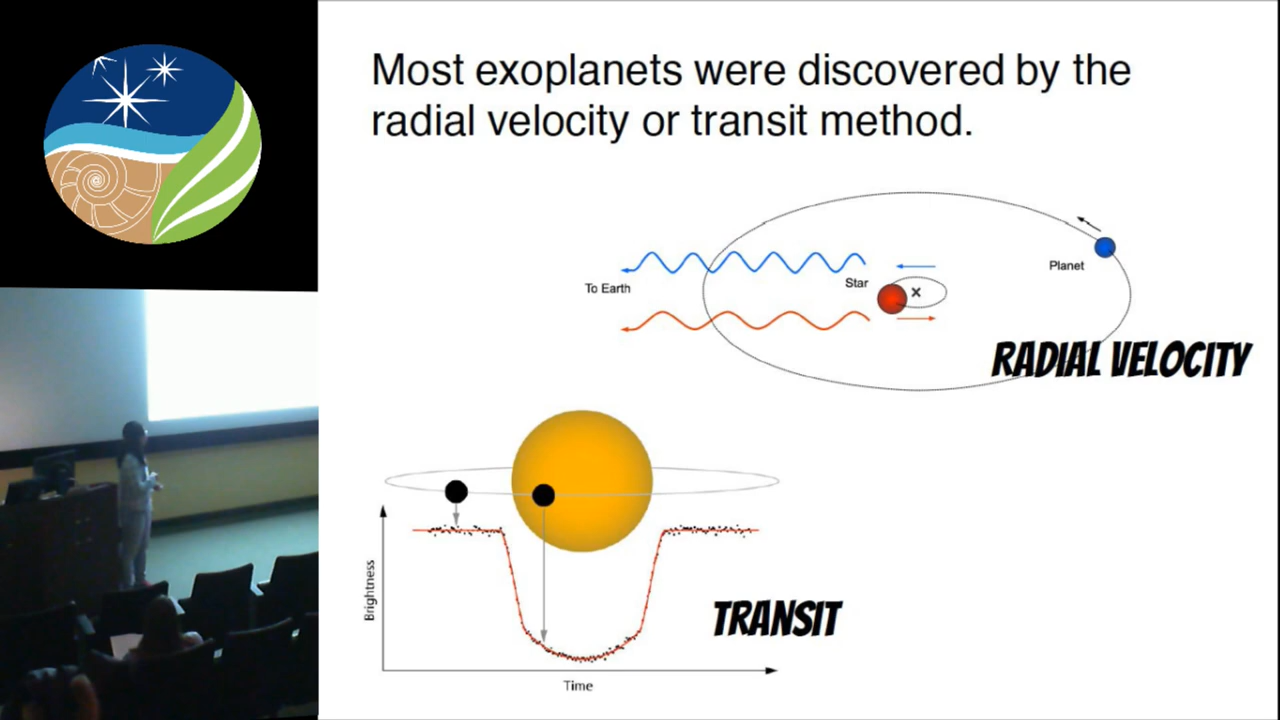 Most exoplanets were discovered by the
radial velocity or transit method.
To Earth
Star
Planet
RADIAL VELOCITY
Brightness
TRANSIT
Time